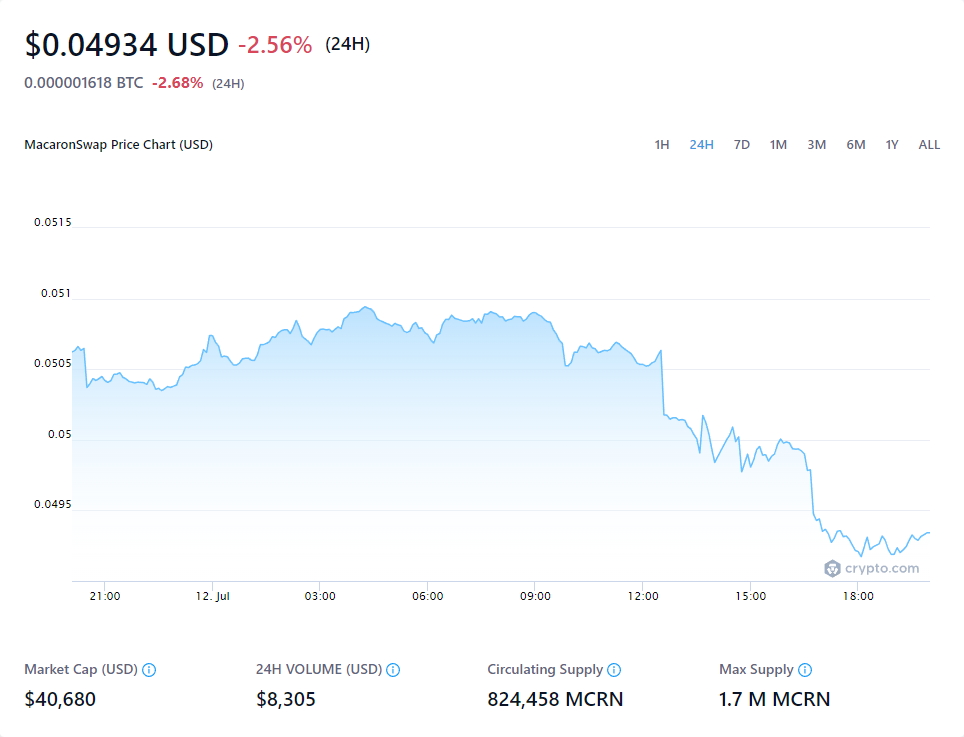 $0.04934 USD -2.56% (24H)
0.000001618 BTC -2.68% (24H)
MacaronSwap Price Chart (USD) 1H 24H 7D 1M 3M 6M 1Y ALL
0.0515
0.051
0.0505
0.05
0.0495
crypto.com
21:00 12. Jul 03:00 06:00 09:00 12:00 15:00 18:00
Market Cap (USD) 24H VOLUME (USD) Circulating Supply Max Supply
$40,680 $8,305 824,458 MCRN 1.7 M MCRN